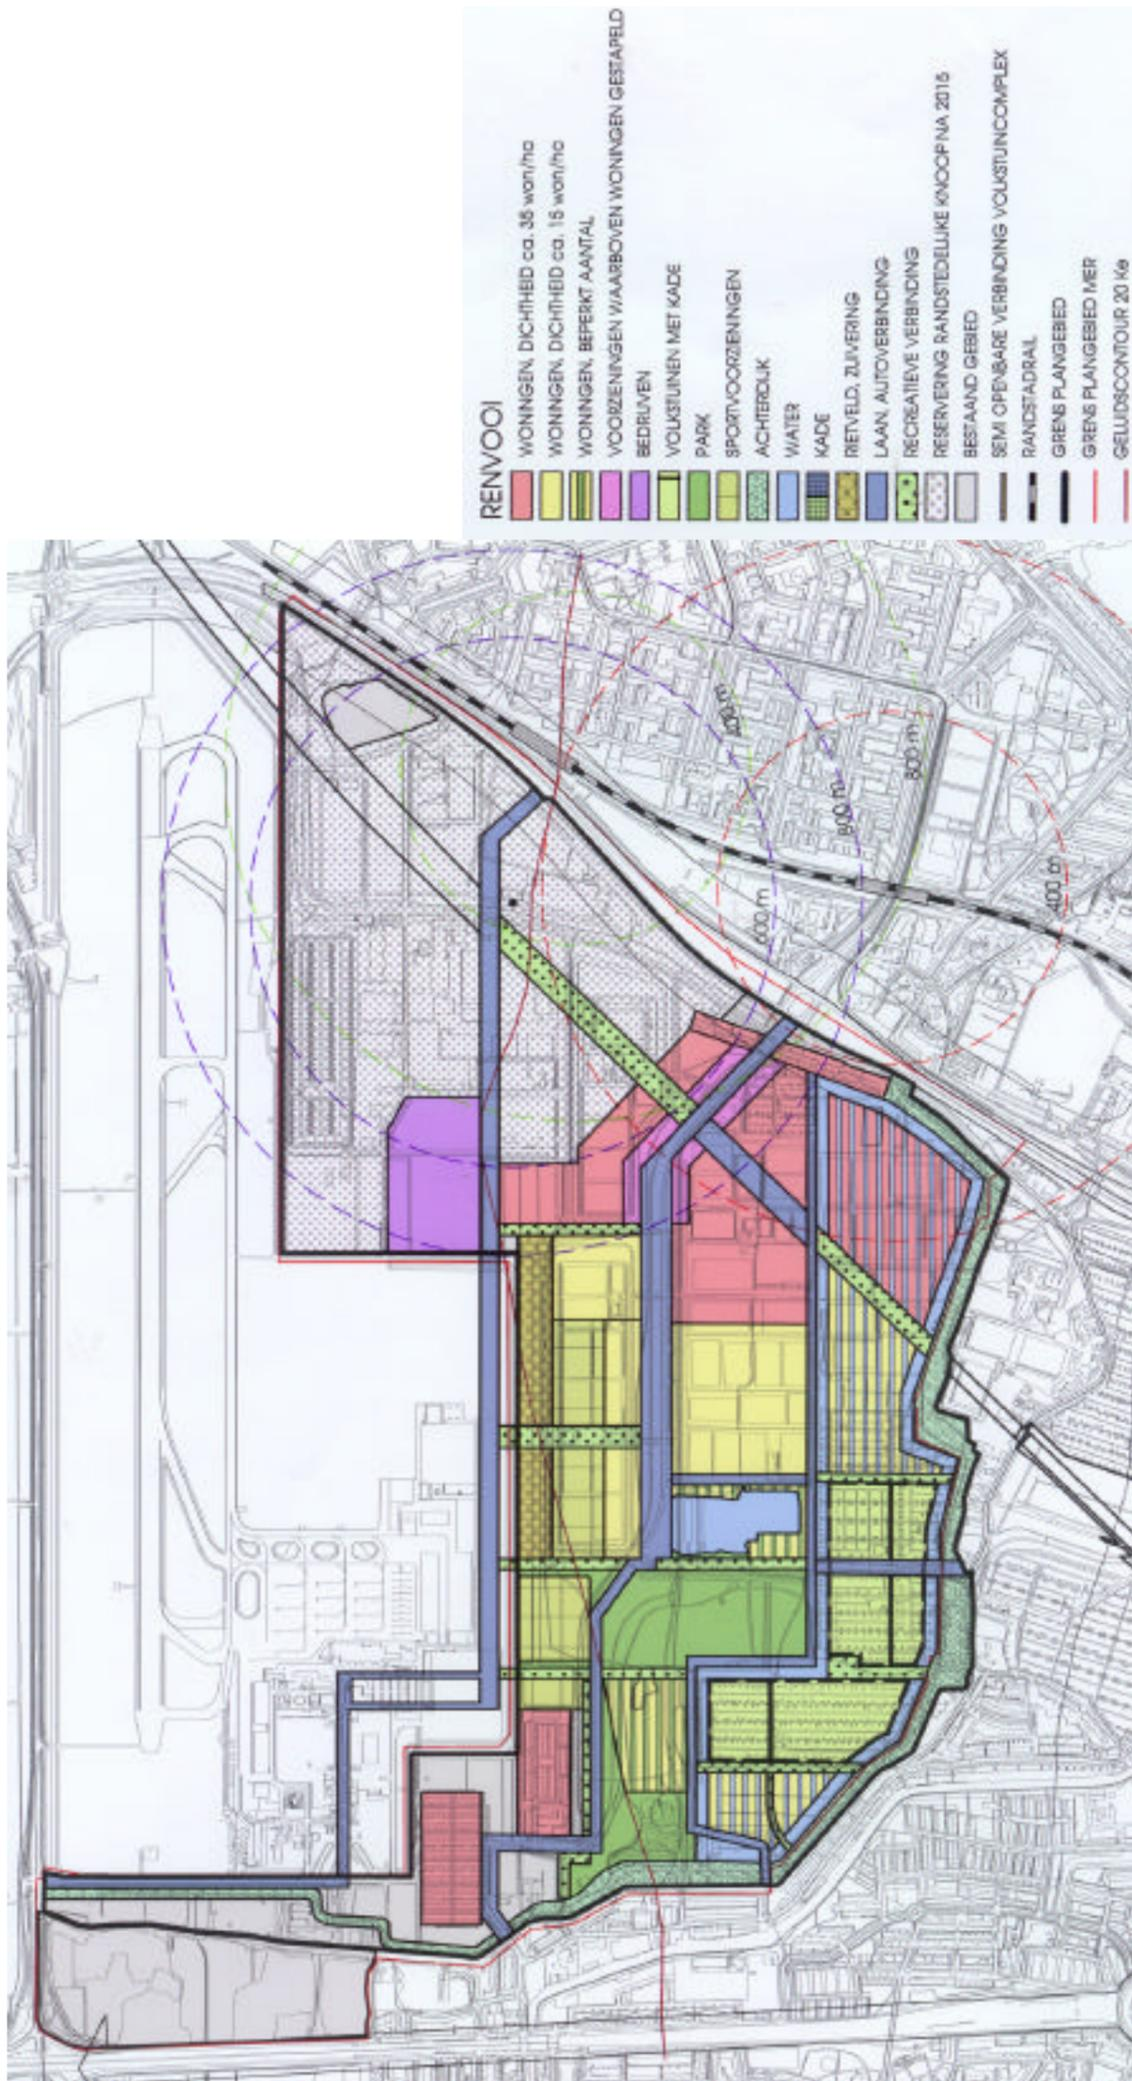 RENVOOI
WONINGEN, DICHTHEID ca. 35 won/ha
WONINGEN, DICHTHEID ca. 15 won/ha
WONINGEN, BEPERKT AANTAL
VOORZIENINGEN WAARBOVEN WONINGEN GESTAPELD
BEDRIJVEN
VOLKSTUINEN MET KADE
PARK
SPORTVOORZIENINGEN
ACHTERDIJK
WATER
KADE
RIETVELD, ZUIVERING
LAAN, AUTOVERBINDING
RECREATIEVE VERBINDING
RESERVERING RANDSTEDELIJKE KNOOP NA 2015
BESTAAND GEBIED
SEMI OPENBARE VERBINDING VOLKSTUINCOMPLEX
RANDSTADRAIL
GRENS PLANGEBIED
GRENS PLANGEBIED MER
GELUIDSCONTOUR 20 Ke
400 m
800 m
800 m
600 m
400 m